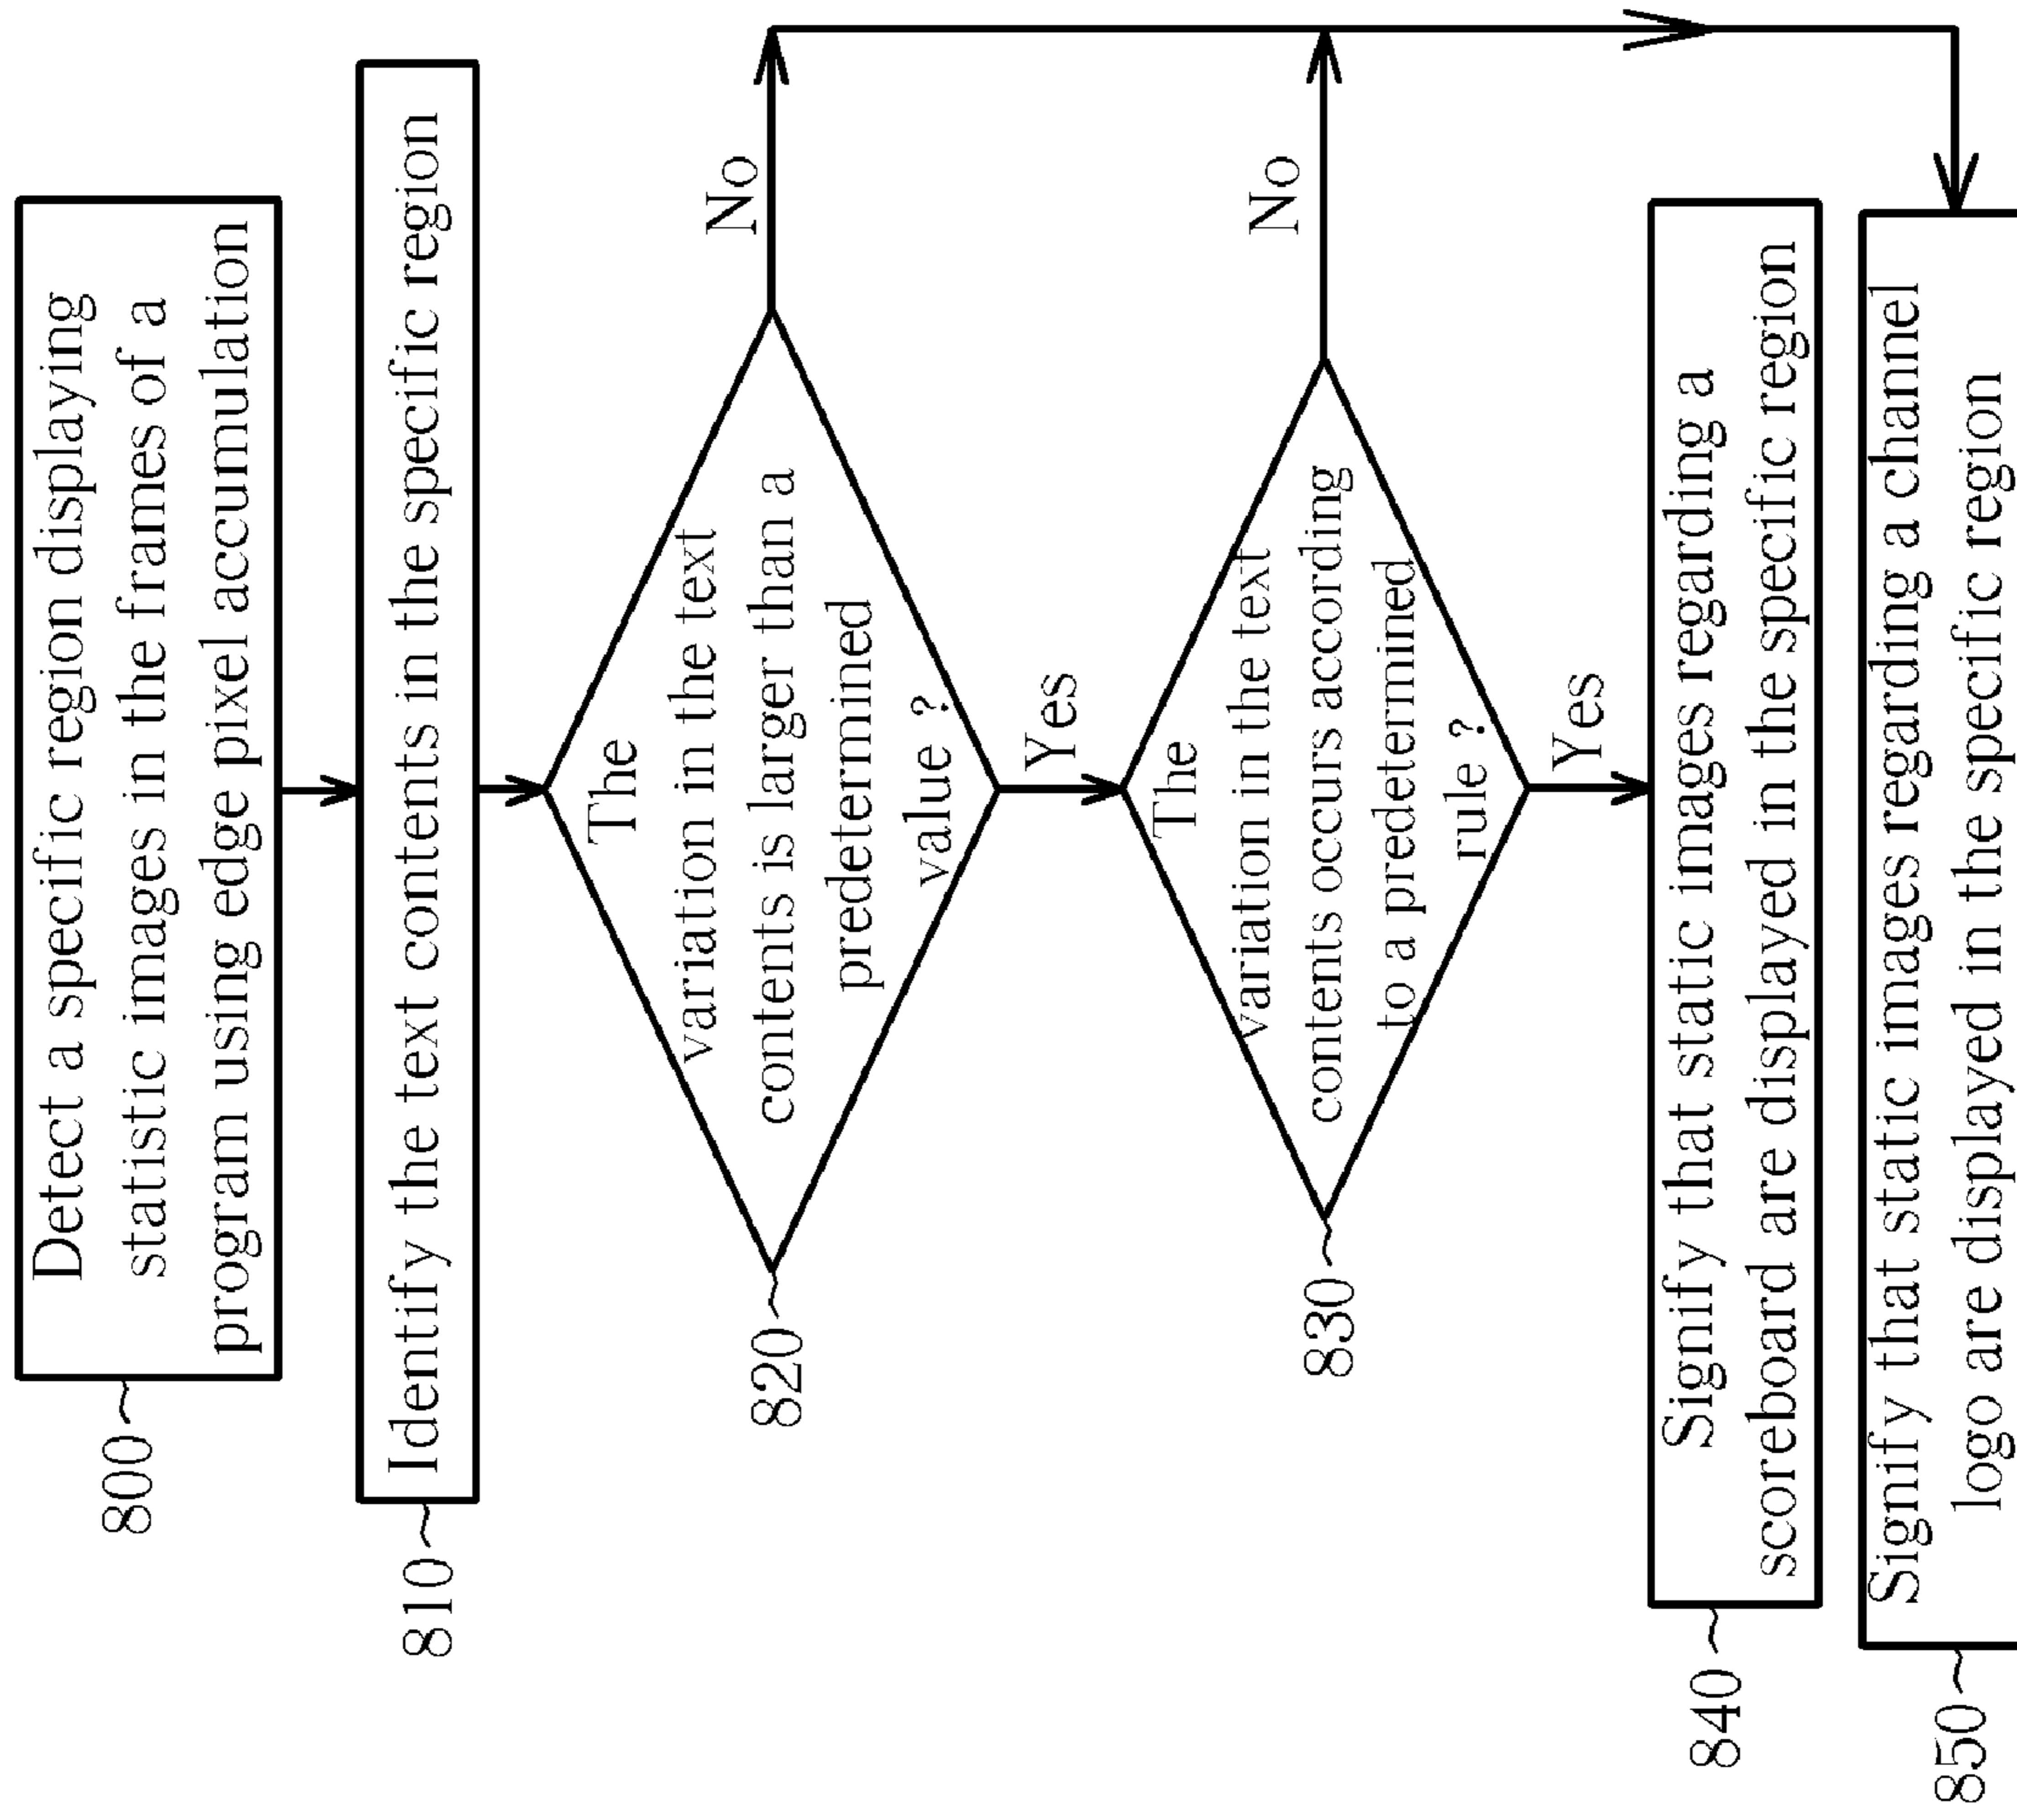 800
Detect a specific region displaying
statistic images in the frames of a
program using edge pixel accumulation
810
Identify the text contents in the specific region
820
The
variation in the text
contents is larger than a
predetermined
value ?
No
Yes
830
The
variation in the text
contents occurs according
to a predetermined
rule ?
No
Yes
840
Signify that static images regarding a
scoreboard are displayed in the specific region
850
Signify that static images regarding a channel
logo are displayed in the specific region